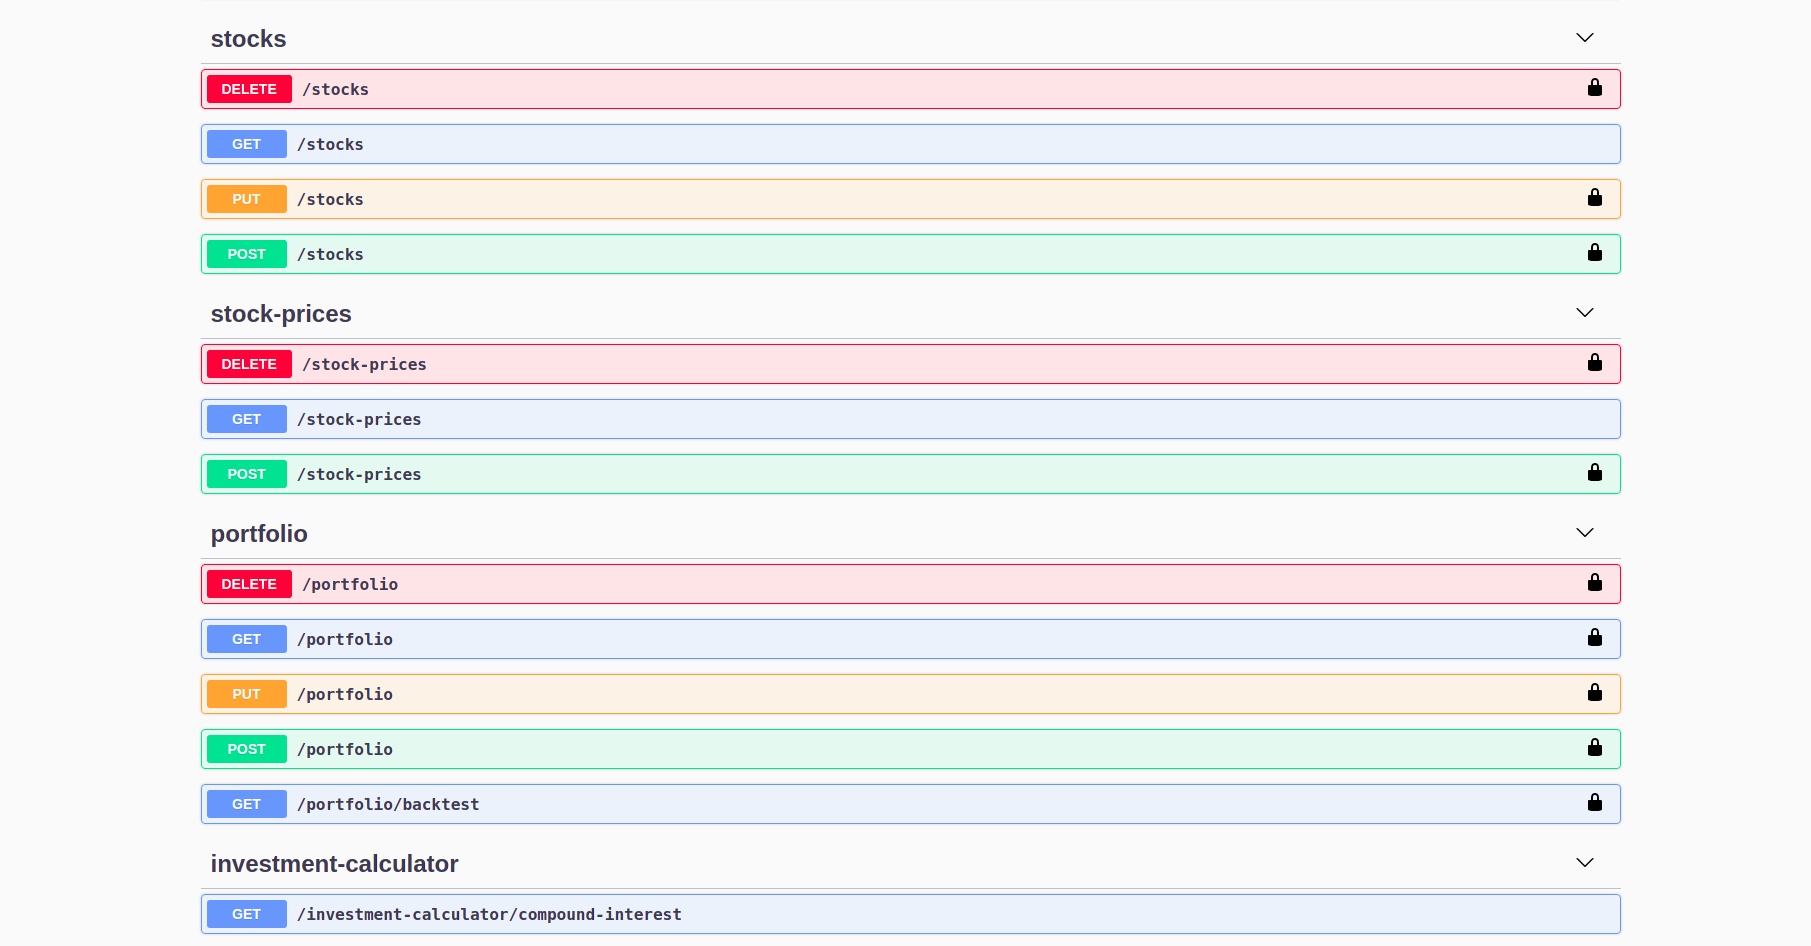 stocks
DELETE /stocks
GET /stocks
PUT /stocks
POST /stocks
stock-prices
DELETE /stock-prices
GET /stock-prices
POST /stock-prices
portfolio
DELETE /portfolio
GET /portfolio
PUT /portfolio
POST /portfolio
GET /portfolio/backtest
investment-calculator
GET /investment-calculator/compound-interest